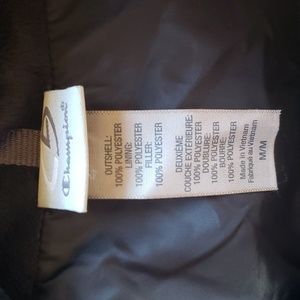 Champion
OUTSHELL:
100% POLYESTER
LINING:
100% POLYESTER
FILLER:
100% POLYESTER
DEUXIÈME
COUCHE EXTÉRIEURE:
100% POLYESTER
DOUBLURE:
100% POLYESTER
BOURRE:
100% POLYESTER
Made in Vietnam
Fabriqué au Vietnam
M/M